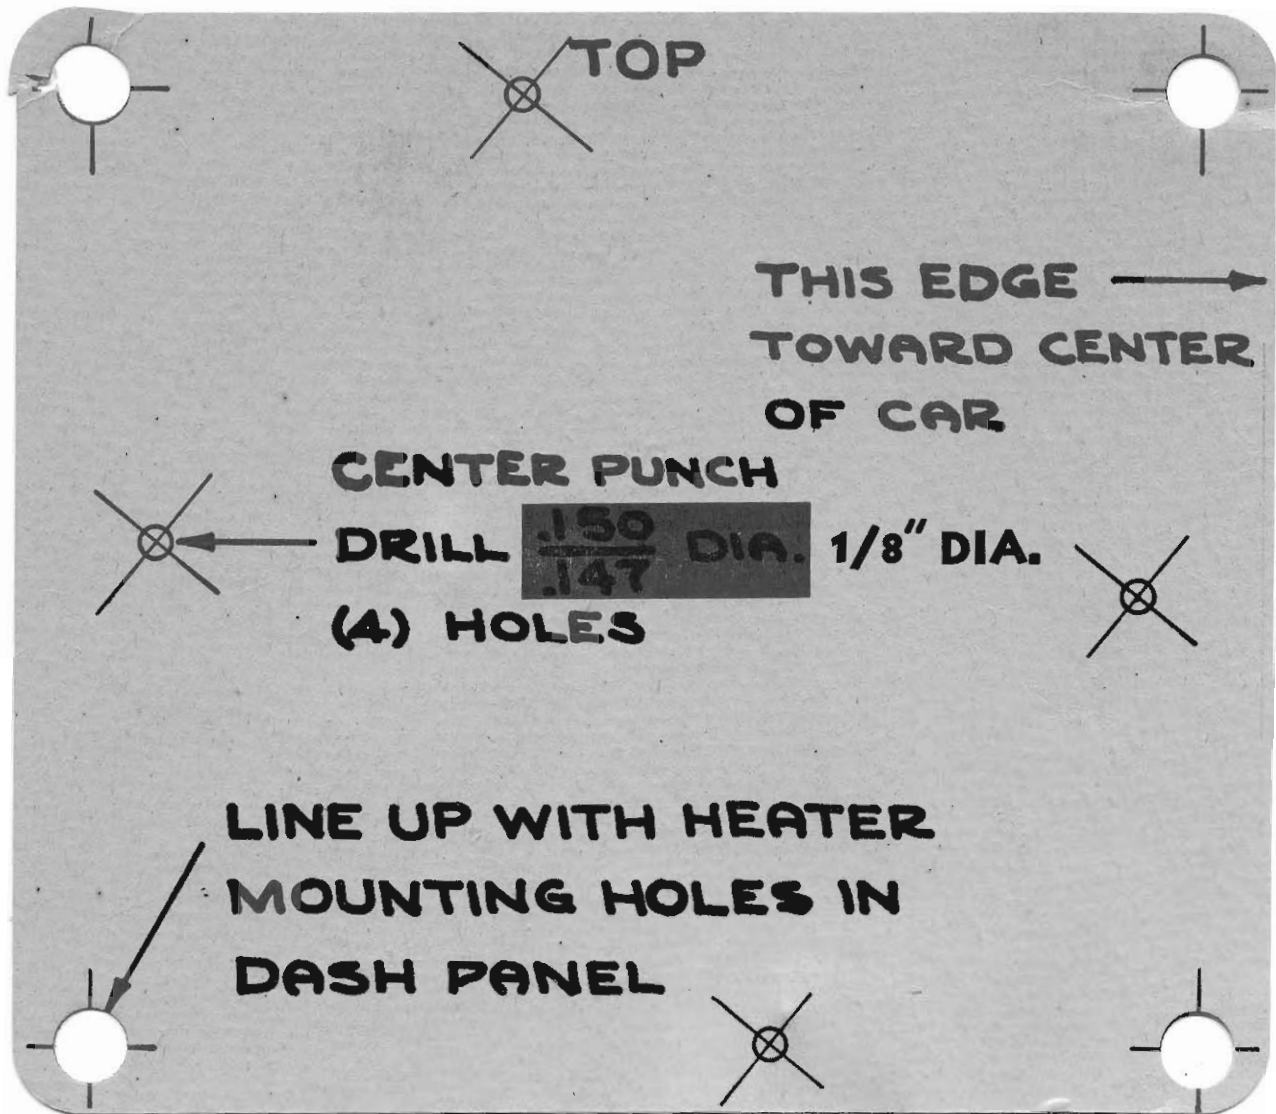 TOP
THIS EDGE
TOWARD CENTER
OF CAR
CENTER PUNCH
DRILL .150/.147 DIA. 1/8" DIA.
(4) HOLES
LINE UP WITH HEATER
MOUNTING HOLES IN
DASH PANEL